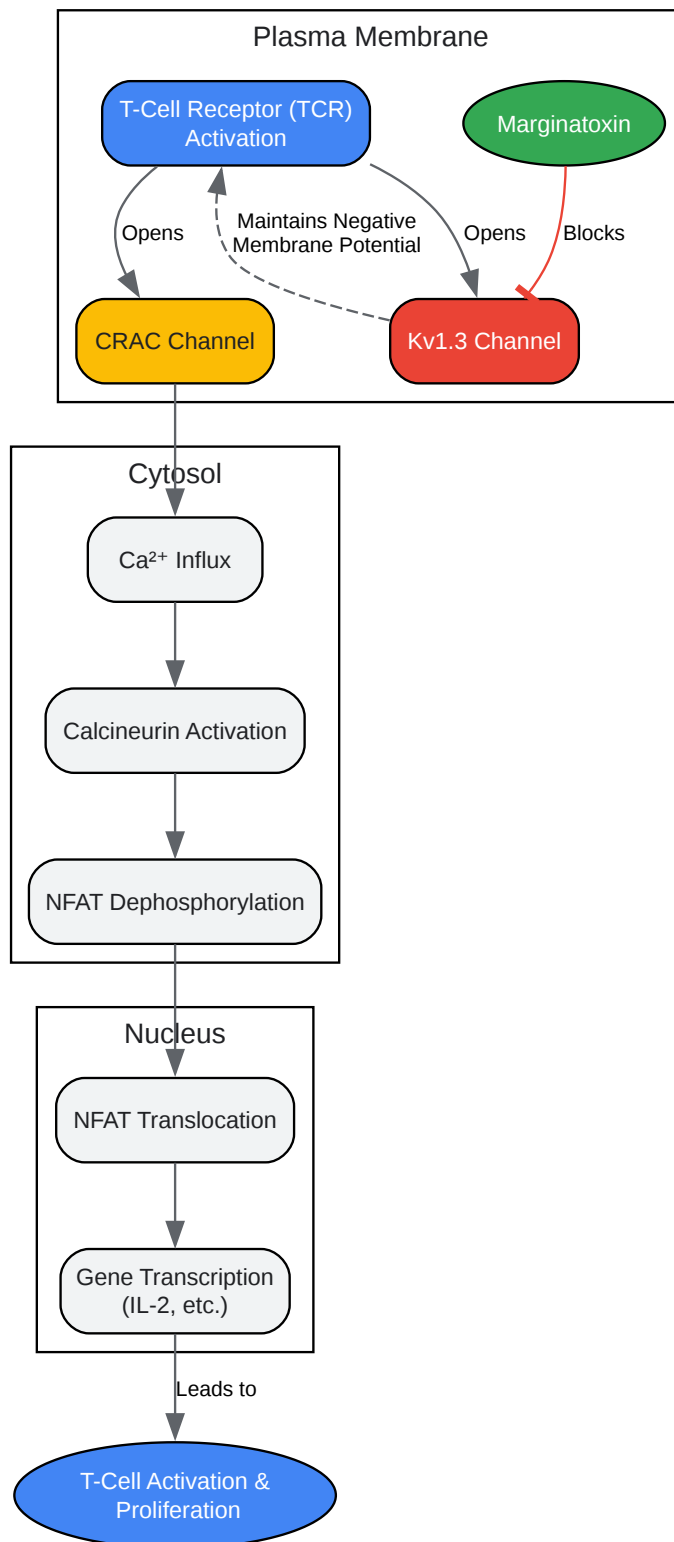 Plasma Membrane
T-Cell Receptor (TCR)
Activation
Marginatoxin
Opens
Maintains Negative
Membrane Potential
Opens
Blocks
CRAC Channel
Kv1.3 Channel
Cytosol
Ca²⁺ Influx
Calcineurin Activation
NFAT Dephosphorylation
Nucleus
NFAT Translocation
Gene Transcription
(IL-2, etc.)
Leads to
T-Cell Activation &
Proliferation